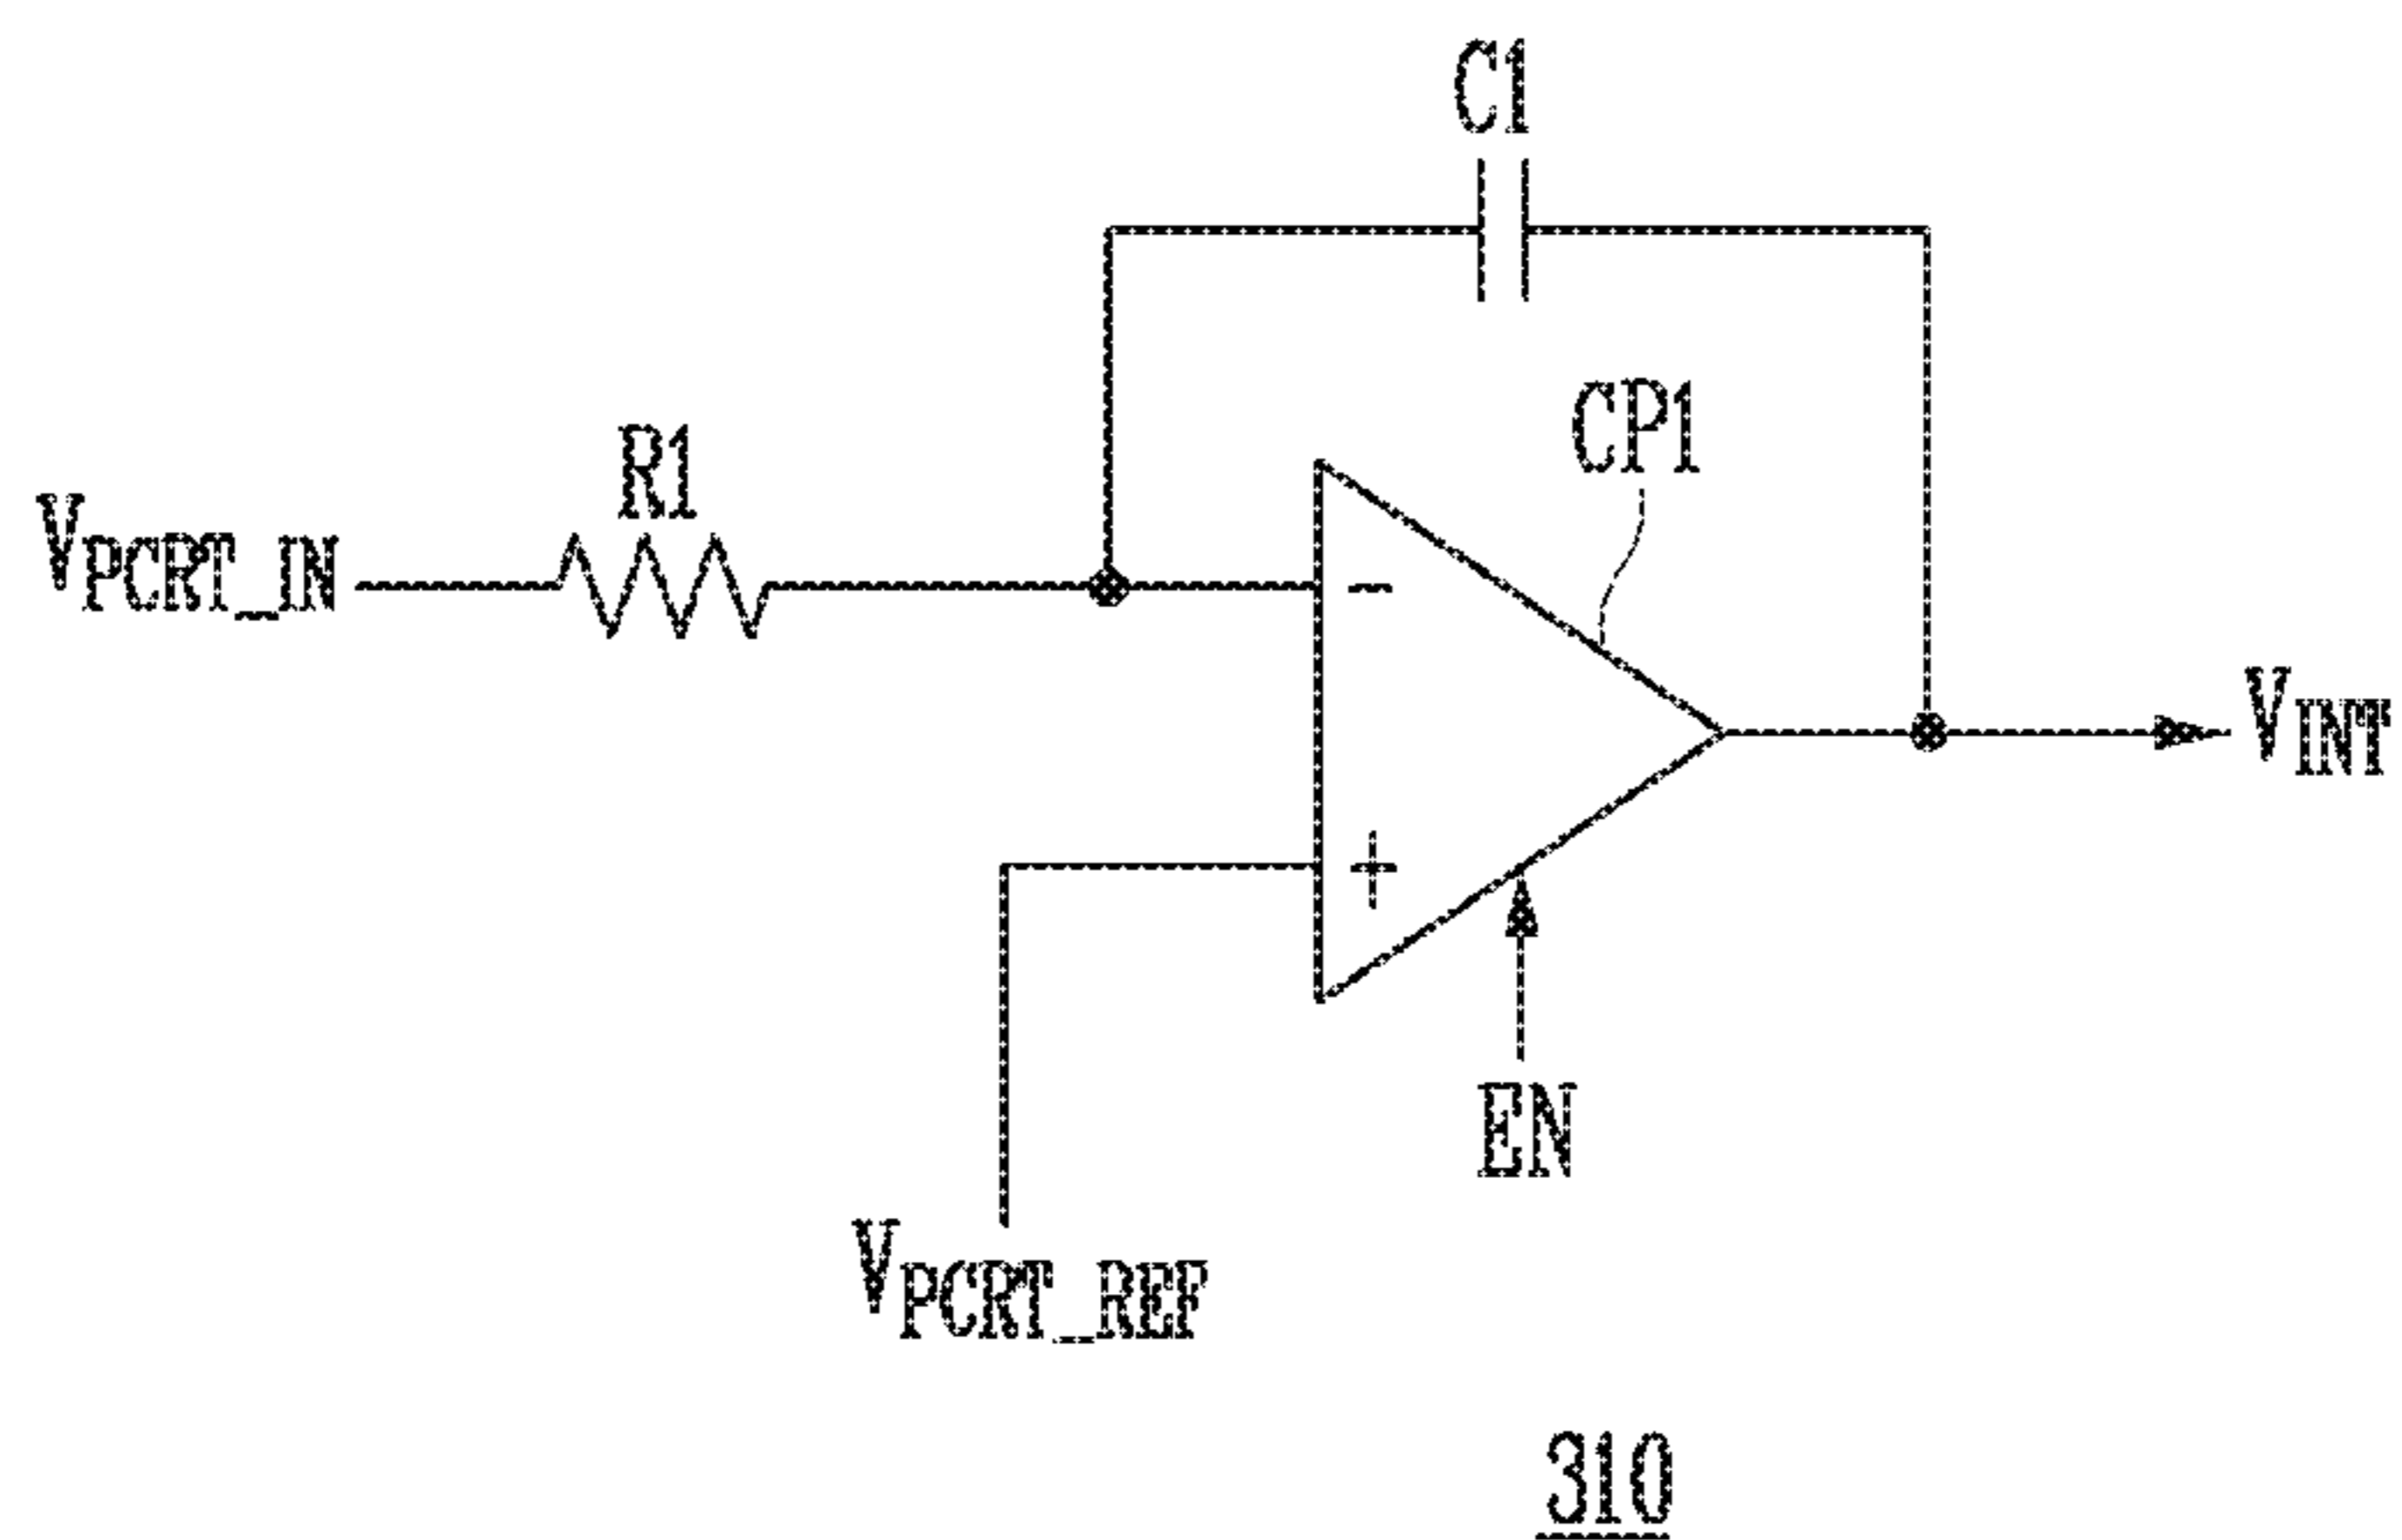 C1
CP1
R1
VPCRT_IN
-
VINT
+
EN
VPCRT_REF
310